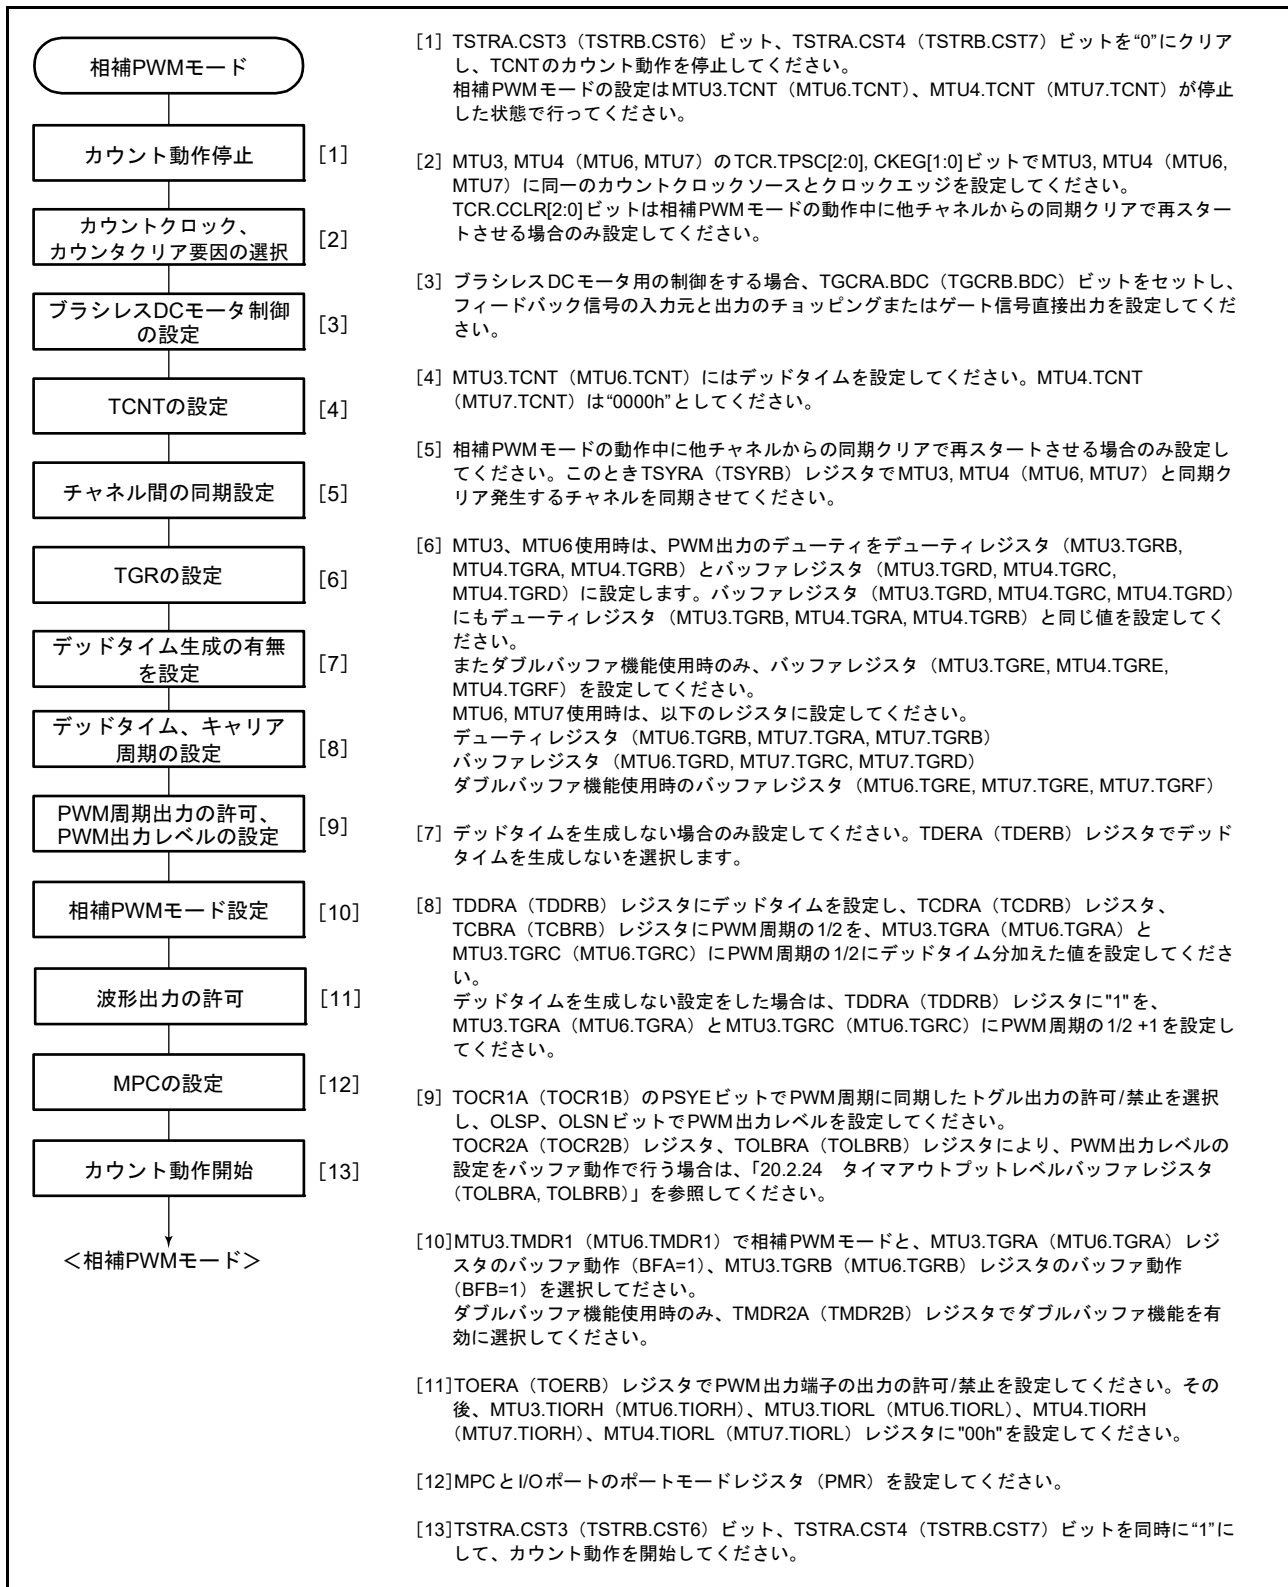 相補PWMモード
カウント動作停止
[1]
カウントクロック、
カウンタクリア要因の選択
[2]
ブラシレスDCモータ制御
の設定
[3]
TCNTの設定
[4]
チャネル間の同期設定
[5]
TGRの設定
[6]
デッドタイム生成の有無
を設定
[7]
デッドタイム、キャリア
周期の設定
[8]
PWM周期出力の許可、
PWM出力レベルの設定
[9]
相補PWMモード設定
[10]
波形出力の許可
[11]
MPCの設定
[12]
カウント動作開始
[13]
＜相補PWMモード＞
[1] TSTRA.CST3（TSTRB.CST6）ビット、TSTRA.CST4（TSTRB.CST7）ビットを“0”にクリア
し、TCNTのカウント動作を停止してください。
相補PWMモードの設定はMTU3.TCNT（MTU6.TCNT）、MTU4.TCNT（MTU7.TCNT）が停止
した状態で行ってください。
[2] MTU3, MTU4（MTU6, MTU7）のTCR.TPSC[2:0], CKEG[1:0]ビットでMTU3, MTU4（MTU6,
MTU7）に同一のカウントクロックソースとクロックエッジを設定してください。
TCR.CCLR[2:0]ビットは相補PWMモードの動作中に他チャネルからの同期クリアで再スター
トさせる場合のみ設定してください。
[3] ブラシレスDCモータ用の制御をする場合、TGCRA.BDC（TGCRB.BDC）ビットをセットし、
フィードバック信号の入力元と出力のチョッピングまたはゲート信号直接出力を設定してくだ
さい。
[4] MTU3.TCNT（MTU6.TCNT）にはデッドタイムを設定してください。MTU4.TCNT
（MTU7.TCNT）は“0000h”としてください。
[5] 相補PWMモードの動作中に他チャネルからの同期クリアで再スタートさせる場合のみ設定し
てください。このときTSYRA（TSYRB）レジスタでMTU3, MTU4（MTU6, MTU7）と同期ク
リア発生するチャネルを同期させてください。
[6] MTU3、MTU6使用時は、PWM出力のデューティをデューティレジスタ（MTU3.TGRB,
MTU4.TGRA, MTU4.TGRB）とバッファレジスタ（MTU3.TGRD, MTU4.TGRC,
MTU4.TGRD）に設定します。バッファレジスタ（MTU3.TGRD, MTU4.TGRC, MTU4.TGRD）
にもデューティレジスタ（MTU3.TGRB, MTU4.TGRA, MTU4.TGRB）と同じ値を設定してく
ださい。
またダブルバッファ機能使用時のみ、バッファレジスタ（MTU3.TGRE, MTU4.TGRE,
MTU4.TGRF）を設定してください。
MTU6, MTU7使用時は、以下のレジスタに設定してください。
デューティレジスタ（MTU6.TGRB, MTU7.TGRA, MTU7.TGRB）
バッファレジスタ（MTU6.TGRD, MTU7.TGRC, MTU7.TGRD）
ダブルバッファ機能使用時のバッファレジスタ（MTU6.TGRE, MTU7.TGRE, MTU7.TGRF）
[7] デッドタイムを生成しない場合のみ設定してください。TDERA（TDERB）レジスタでデッド
タイムを生成しないを選択します。
[8] TDDRA（TDDRB）レジスタにデッドタイムを設定し、TCDRA（TCDRB）レジスタ、
TCBRA（TCBRB）レジスタにPWM周期の1/2を、MTU3.TGRA（MTU6.TGRA）と
MTU3.TGRC（MTU6.TGRC）にPWM周期の1/2にデッドタイム分加えた値を設定してくださ
い。
デッドタイムを生成しない設定をした場合は、TDDRA（TDDRB）レジスタに"1"を、
MTU3.TGRA（MTU6.TGRA）とMTU3.TGRC（MTU6.TGRC）にPWM周期の1/2 +1を設定し
てください。
[9] TOCR1A（TOCR1B）のPSYEビットでPWM周期に同期したトグル出力の許可/禁止を選択
し、OLSP、OLSNビットでPWM出力レベルを設定してください。
TOCR2A（TOCR2B）レジスタ、TOLBRA（TOLBRB）レジスタにより、PWM出力レベルの
設定をバッファ動作で行う場合は、「20.2.24　タイマアウトプットレベルバッファレジスタ
（TOLBRA, TOLBRB）」を参照してください。
[10]MTU3.TMDR1（MTU6.TMDR1）で相補PWMモードと、MTU3.TGRA（MTU6.TGRA）レジ
スタのバッファ動作（BFA=1）、MTU3.TGRB（MTU6.TGRB）レジスタのバッファ動作
（BFB=1）を選択してださい。
ダブルバッファ機能使用時のみ、TMDR2A（TMDR2B）レジスタでダブルバッファ機能を有
効に選択してください。
[11]TOERA（TOERB）レジスタでPWM出力端子の出力の許可/禁止を設定してください。その
後、MTU3.TIORH（MTU6.TIORH）、MTU3.TIORL（MTU6.TIORL）、MTU4.TIORH
（MTU7.TIORH）、MTU4.TIORL（MTU7.TIORL）レジスタに"00h"を設定してください。
[12]MPCとI/Oポートのポートモードレジスタ（PMR）を設定してください。
[13]TSTRA.CST3（TSTRB.CST6）ビット、TSTRA.CST4（TSTRB.CST7）ビットを同時に“1”に
して、カウント動作を開始してください。